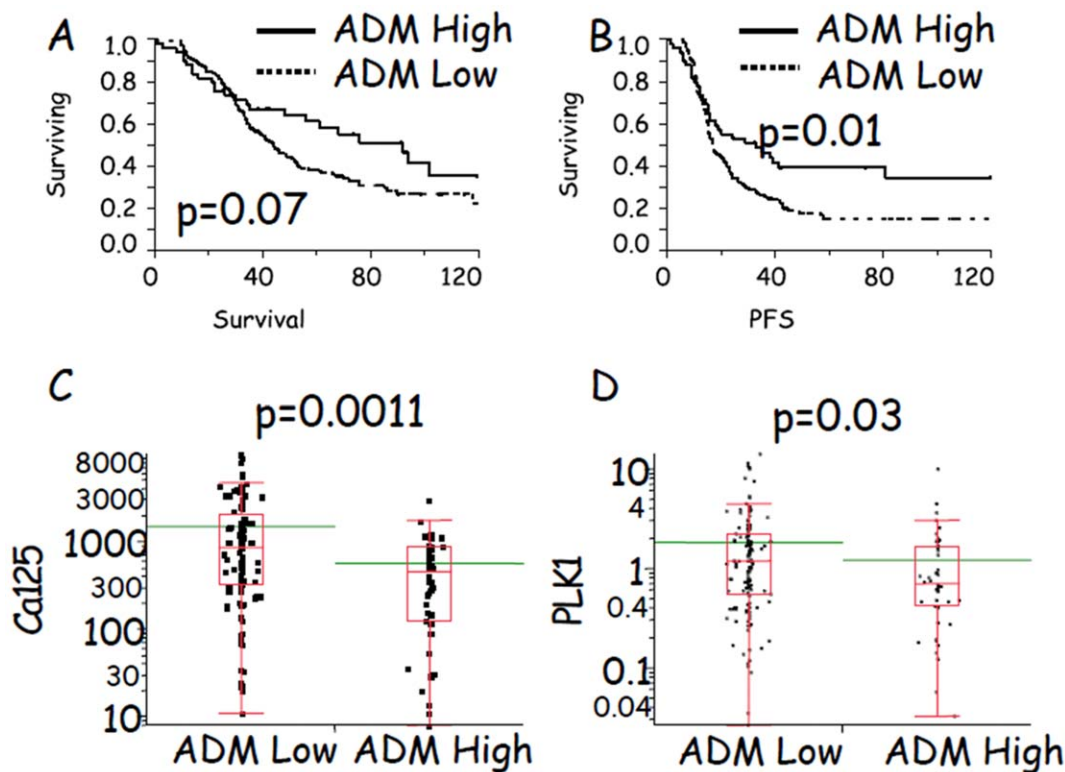 A
ADM High
ADM Low
1.0
0.8
0.6
0.4
0.2
0.0
Surviving
p=0.07
0 40 80 120
Survival
B
ADM High
ADM Low
1.0
0.8
0.6
0.4
0.2
0.0
Surviving
p=0.01
0 40 80 120
PFS
C
p=0.0011
8000
3000
1000
300
100
30
10
Ca125
ADM Low ADM High
D
p=0.03
10
4
1
0.4
0.1
0.04
PLK1
ADM Low ADM High